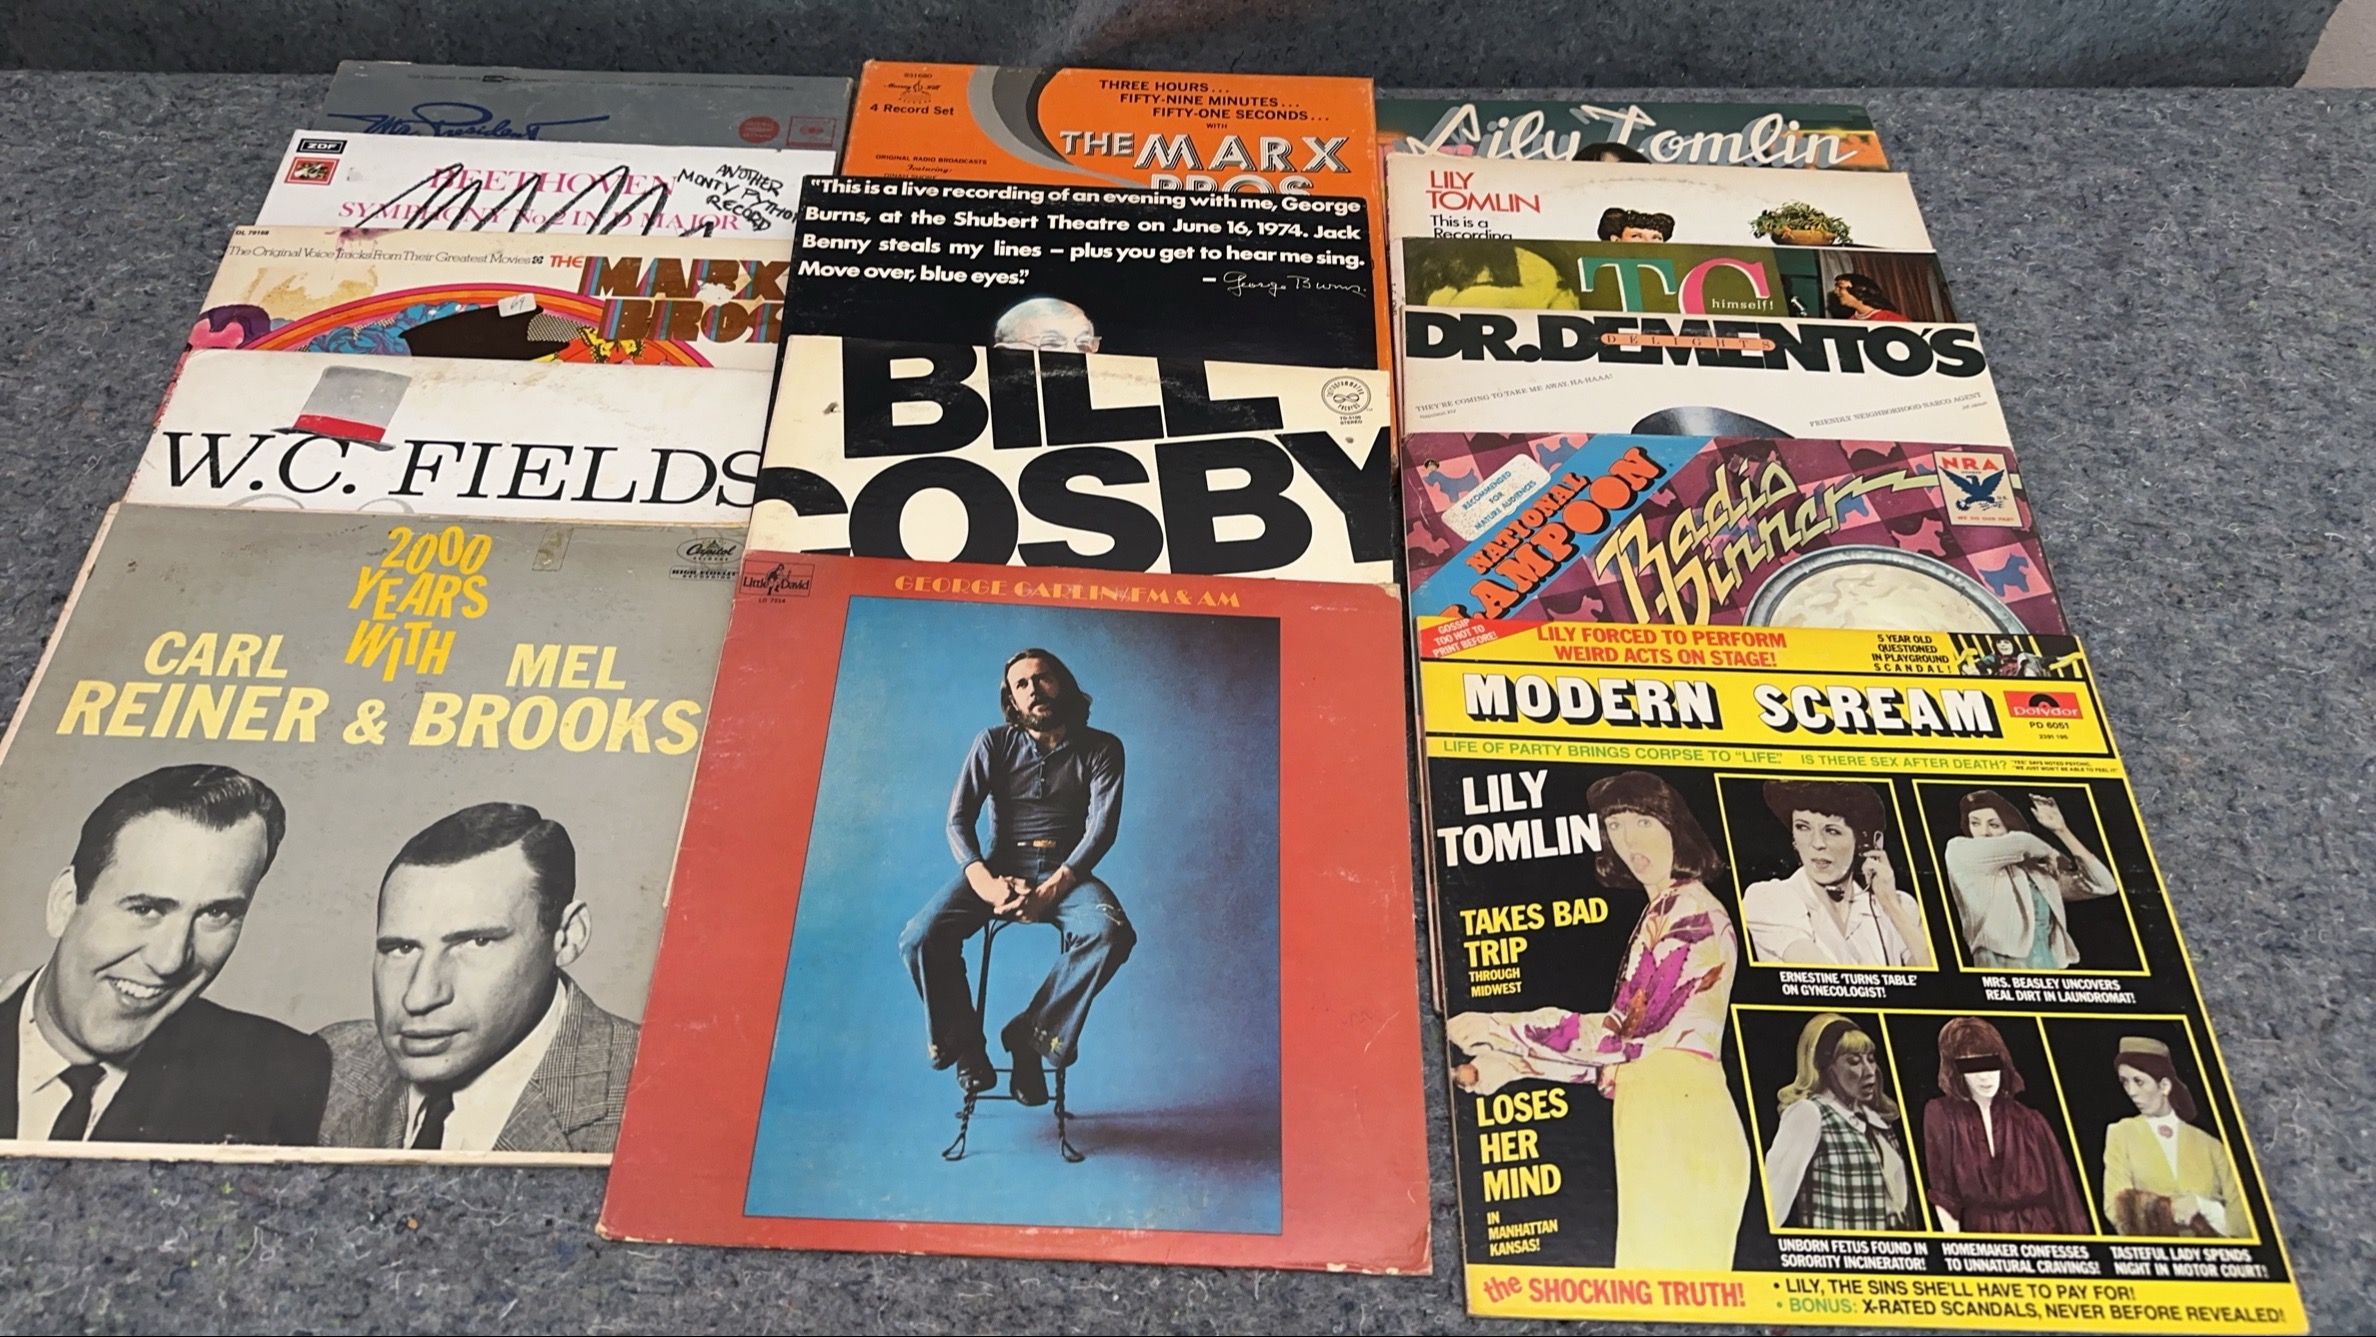 Mr. President
ZDF
BEETHOVEN
SYMPHONY No.2 IN D MAJOR
ANOTHER
MONTY PYTHON
RECORD
DL 79168
The Original Voice Tracks From Their Greatest Movies
THE
MARX
BROS
69
W.C. FIELDS
2000
YEARS
WITH
Capitol
HIGH FIDELITY
CARL
REINER & 
MEL
BROOKS
931680
4 Record Set
THREE HOURS...
FIFTY-NINE MINUTES...
FIFTY-ONE SECONDS...
WITH
THE MARX
BROS
ORIGINAL RADIO BROADCASTS
Featuring:
"This is a live recording of an evening with me, George
Burns, at the Shubert Theatre on June 16, 1974. Jack
Benny steals my lines – plus you get to hear me sing.
Move over, blue eyes."
– George Burns
BILL
COSBY
STEREO
Little David
LD 7214
GEORGE CARLIN/FM & AM
Lily Tomlin
LILY
TOMLIN
This is a
Recording
TC
himself!
DR. DEMENTO'S
DELIGHTS
THEY'RE COMING TO TAKE ME AWAY, HA-HAAA!
FRIENDLY NEIGHBORHOOD NARCO AGENT
RECOMMENDED
FOR
MATURE AUDIENCES
NATIONAL
LAMPOON
Radio
Dinner
NRA
WE DO OUR PART
GOSSIP
TOO HOT TO
PRINT BEFORE!
LILY FORCED TO PERFORM
WEIRD ACTS ON STAGE!
5 YEAR OLD
QUESTIONED
IN PLAYGROUND
SCANDAL!
MODERN SCREAM
Polydor
PD 6051
LIFE OF PARTY BRINGS CORPSE TO "LIFE." IS THERE SEX AFTER DEATH?
LILY
TOMLIN
TAKES BAD
TRIP
THROUGH
MIDWEST
LOSES
HER
MIND
IN
MANHATTAN
KANSAS!
ERNESTINE 'TURNS TABLE'
ON GYNECOLOGIST!
MRS. BEASLEY UNCOVERS
REAL DIRT IN LAUNDROMAT!
UNBORN FETUS FOUND IN
SORORITY INCINERATOR!
HOMEMAKER CONFESSES
TO UNNATURAL CRAVINGS!
TASTEFUL LADY SPENDS
NIGHT IN MOTOR COURT!
the SHOCKING TRUTH!
• LILY, THE SINS SHE'LL HAVE TO PAY FOR!
• BONUS: X-RATED SCANDALS, NEVER BEFORE REVEALED!